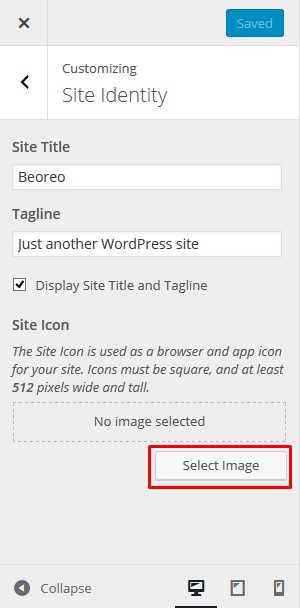 Saved
Customizing
Site Identity
Site Title
Beoreo
Tagline
Just another WordPress site
Display Site Title and Tagline
Site Icon
The Site Icon is used as a browser and app icon
for your site. Icons must be square, and at least
512 pixels wide and tall.
No image selected
Select Image
Collapse